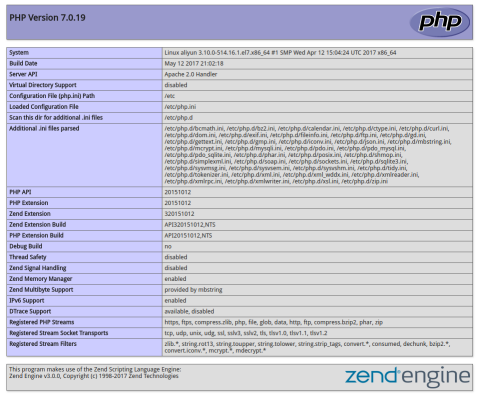 PHP Version 7.0.19
php
System Linux aliyun 3.10.0-514.16.1.el7.x86_64 #1 SMP Wed Apr 12 15:04:24 UTC 2017 x86_64
Build Date May 12 2017 21:02:18
Server API Apache 2.0 Handler
Virtual Directory Support disabled
Configuration File (php.ini) Path /etc
Loaded Configuration File /etc/php.ini
Scan this dir for additional .ini files /etc/php.d
Additional .ini files parsed /etc/php.d/bcmath.ini, /etc/php.d/bz2.ini, /etc/php.d/calendar.ini, /etc/php.d/ctype.ini, /etc/php.d/curl.ini,
/etc/php.d/dom.ini, /etc/php.d/exif.ini, /etc/php.d/fileinfo.ini, /etc/php.d/ftp.ini, /etc/php.d/gd.ini,
/etc/php.d/gettext.ini, /etc/php.d/gmp.ini, /etc/php.d/iconv.ini, /etc/php.d/json.ini, /etc/php.d/mbstring.ini,
/etc/php.d/mcrypt.ini, /etc/php.d/mysqli.ini, /etc/php.d/pdo.ini, /etc/php.d/pdo_mysql.ini,
/etc/php.d/pdo_sqlite.ini, /etc/php.d/phar.ini, /etc/php.d/posix.ini, /etc/php.d/shmop.ini,
/etc/php.d/simplexml.ini, /etc/php.d/soap.ini, /etc/php.d/sockets.ini, /etc/php.d/sqlite3.ini,
/etc/php.d/sysvmsg.ini, /etc/php.d/sysvsem.ini, /etc/php.d/sysvshm.ini, /etc/php.d/tidy.ini,
/etc/php.d/tokenizer.ini, /etc/php.d/xml.ini, /etc/php.d/xml_wddx.ini, /etc/php.d/xmlreader.ini,
/etc/php.d/xmlrpc.ini, /etc/php.d/xmlwriter.ini, /etc/php.d/xsl.ini, /etc/php.d/zip.ini
PHP API 20151012
PHP Extension 20151012
Zend Extension 320151012
Zend Extension Build API320151012,NTS
PHP Extension Build API20151012,NTS
Debug Build no
Thread Safety disabled
Zend Signal Handling disabled
Zend Memory Manager enabled
Zend Multibyte Support provided by mbstring
IPv6 Support enabled
DTrace Support available, disabled
Registered PHP Streams https, ftps, compress.zlib, php, file, glob, data, http, ftp, compress.bzip2, phar, zip
Registered Stream Socket Transports tcp, udp, unix, udg, ssl, sslv3, sslv2, tls, tlsv1.0, tlsv1.1, tlsv1.2
Registered Stream Filters zlib.*, string.rot13, string.toupper, string.tolower, string.strip_tags, convert.*, consumed, dechunk, bzip2.*,
convert.iconv.*, mcrypt.*, mdecrypt.*
This program makes use of the Zend Scripting Language Engine:
Zend Engine v3.0.0, Copyright (c) 1998-2017 Zend Technologies
zend engine